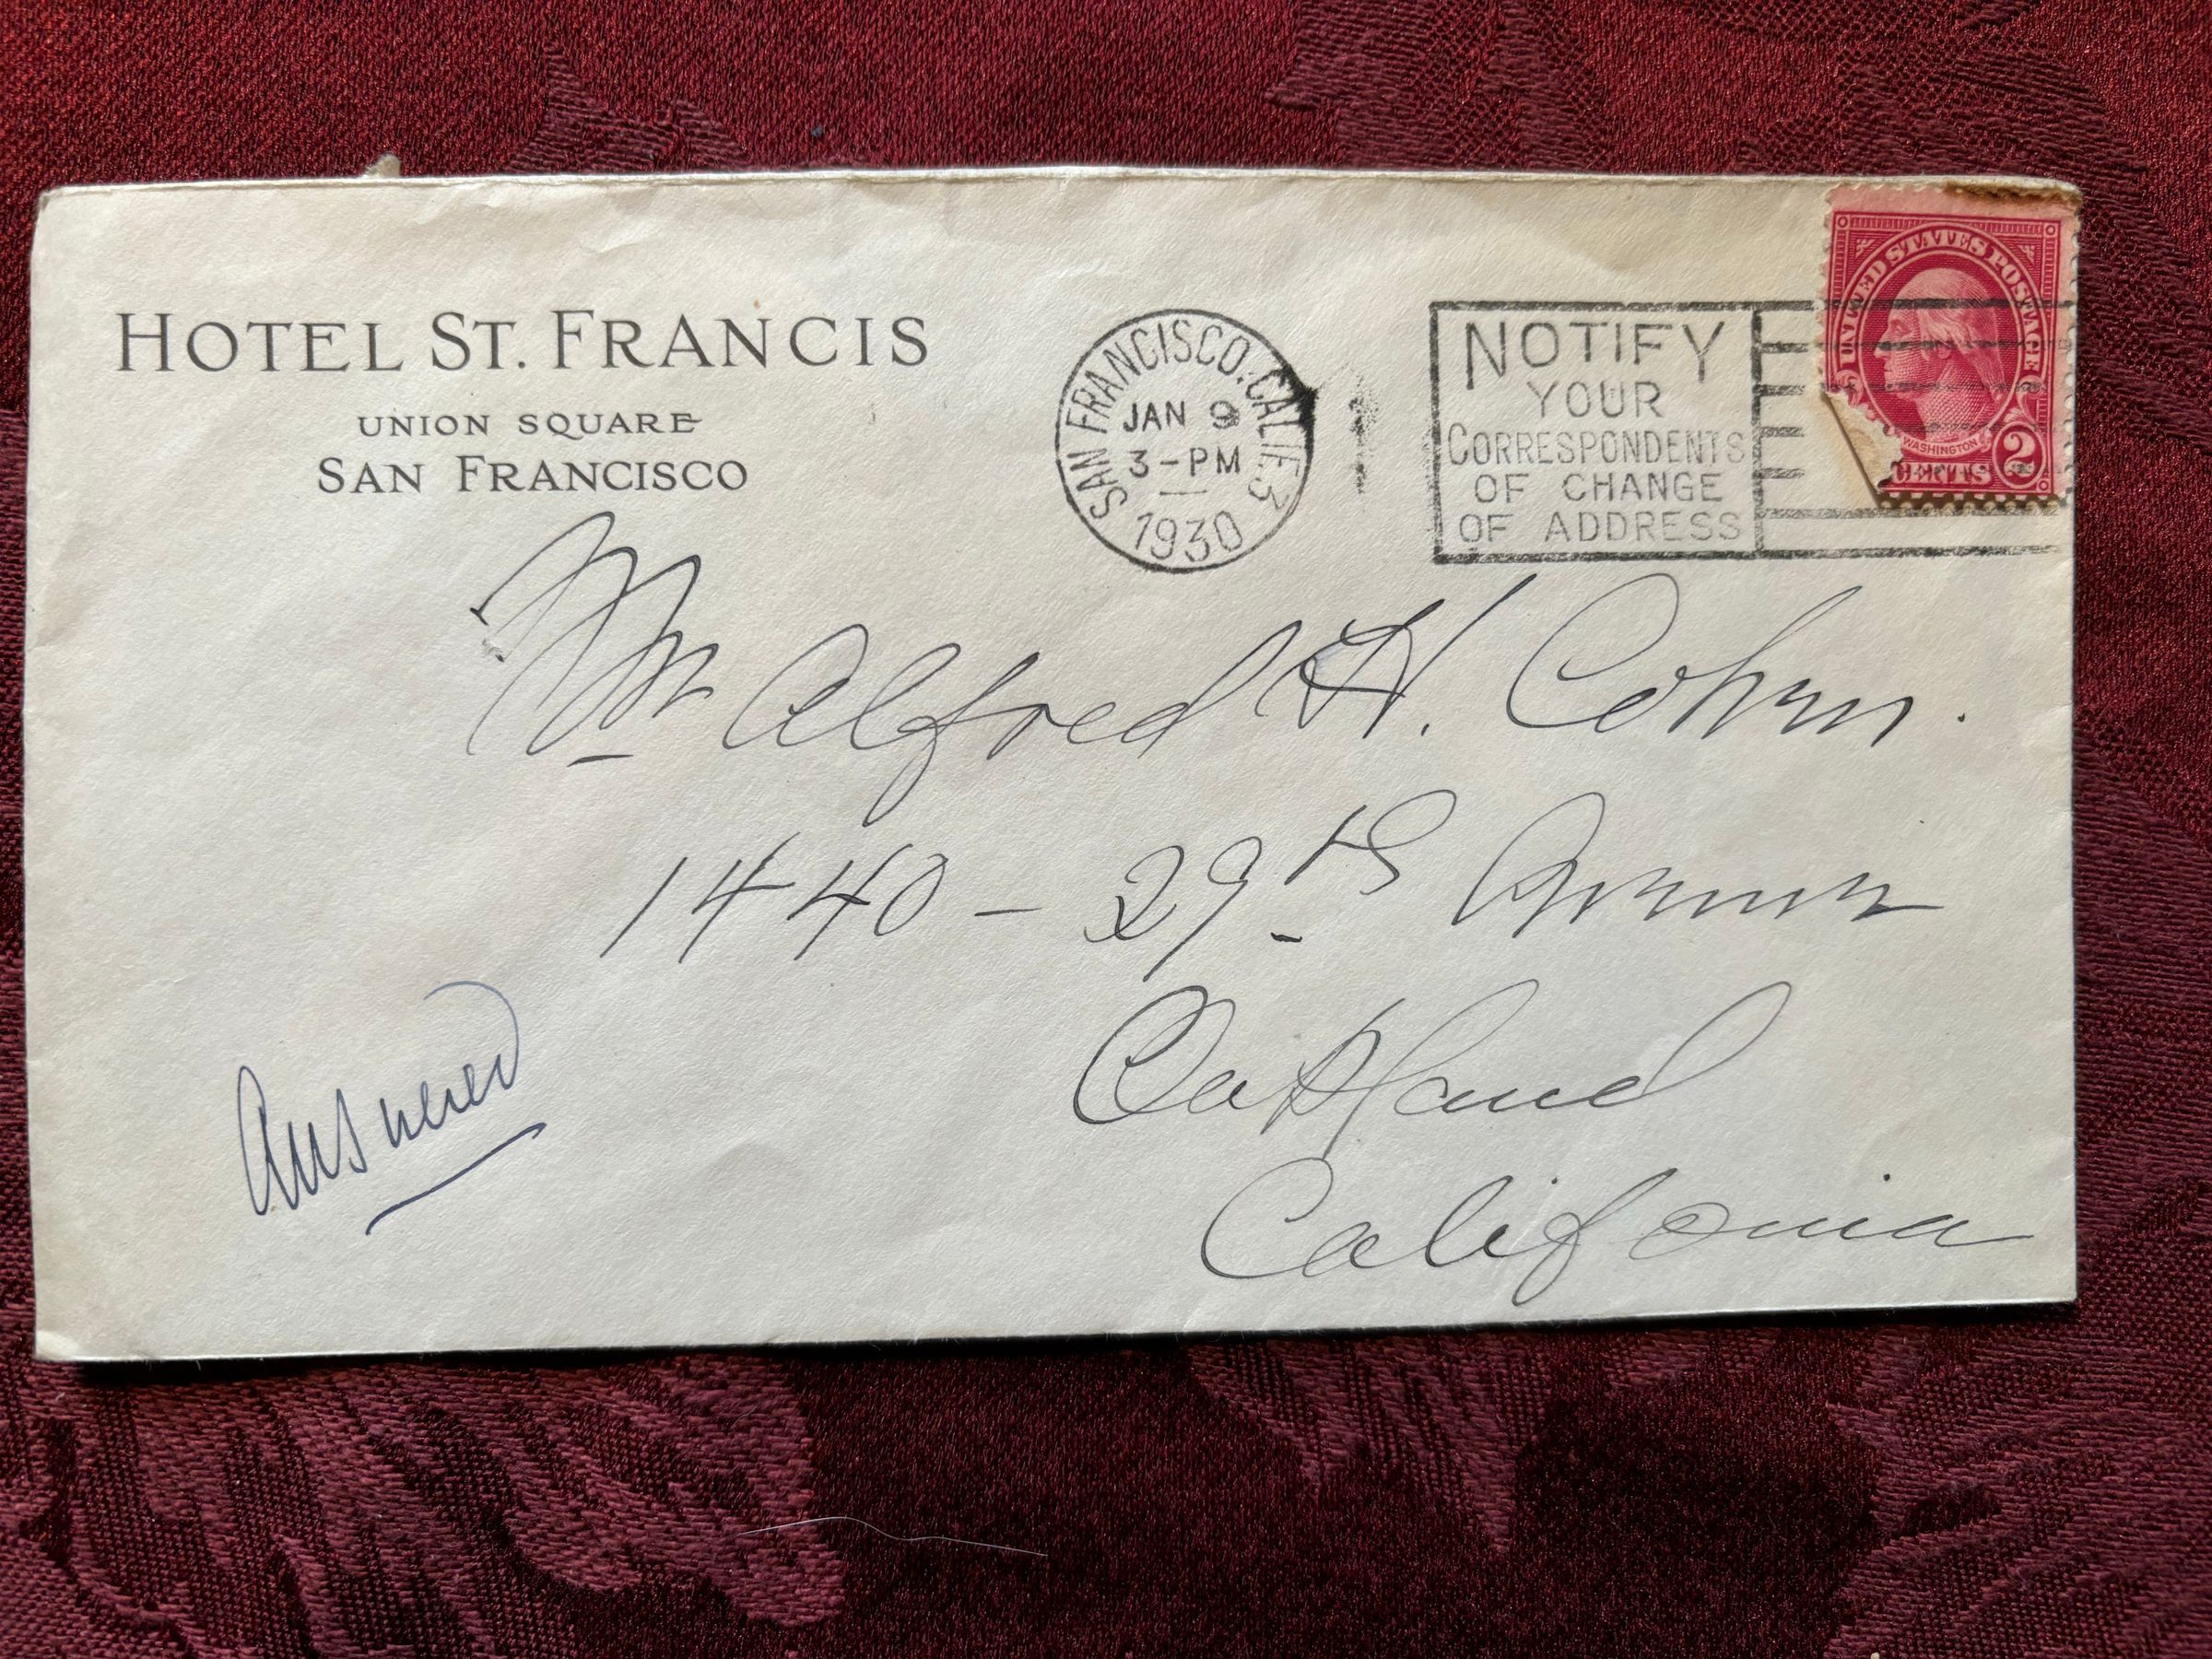 HOTEL ST. FRANCIS
UNION SQUARE
SAN FRANCISCO
SAN FRANCISCO, CALIF. 3
JAN 9
3-PM
1930
NOTIFY
YOUR
CORRESPONDENTS
OF CHANGE
OF ADDRESS
UNITED STATES POSTAGE
WASHINGTON
CENTS 2
Mr Alfred H. Cohen.
1440 - 29th Avenue
Oakland
California
Answered